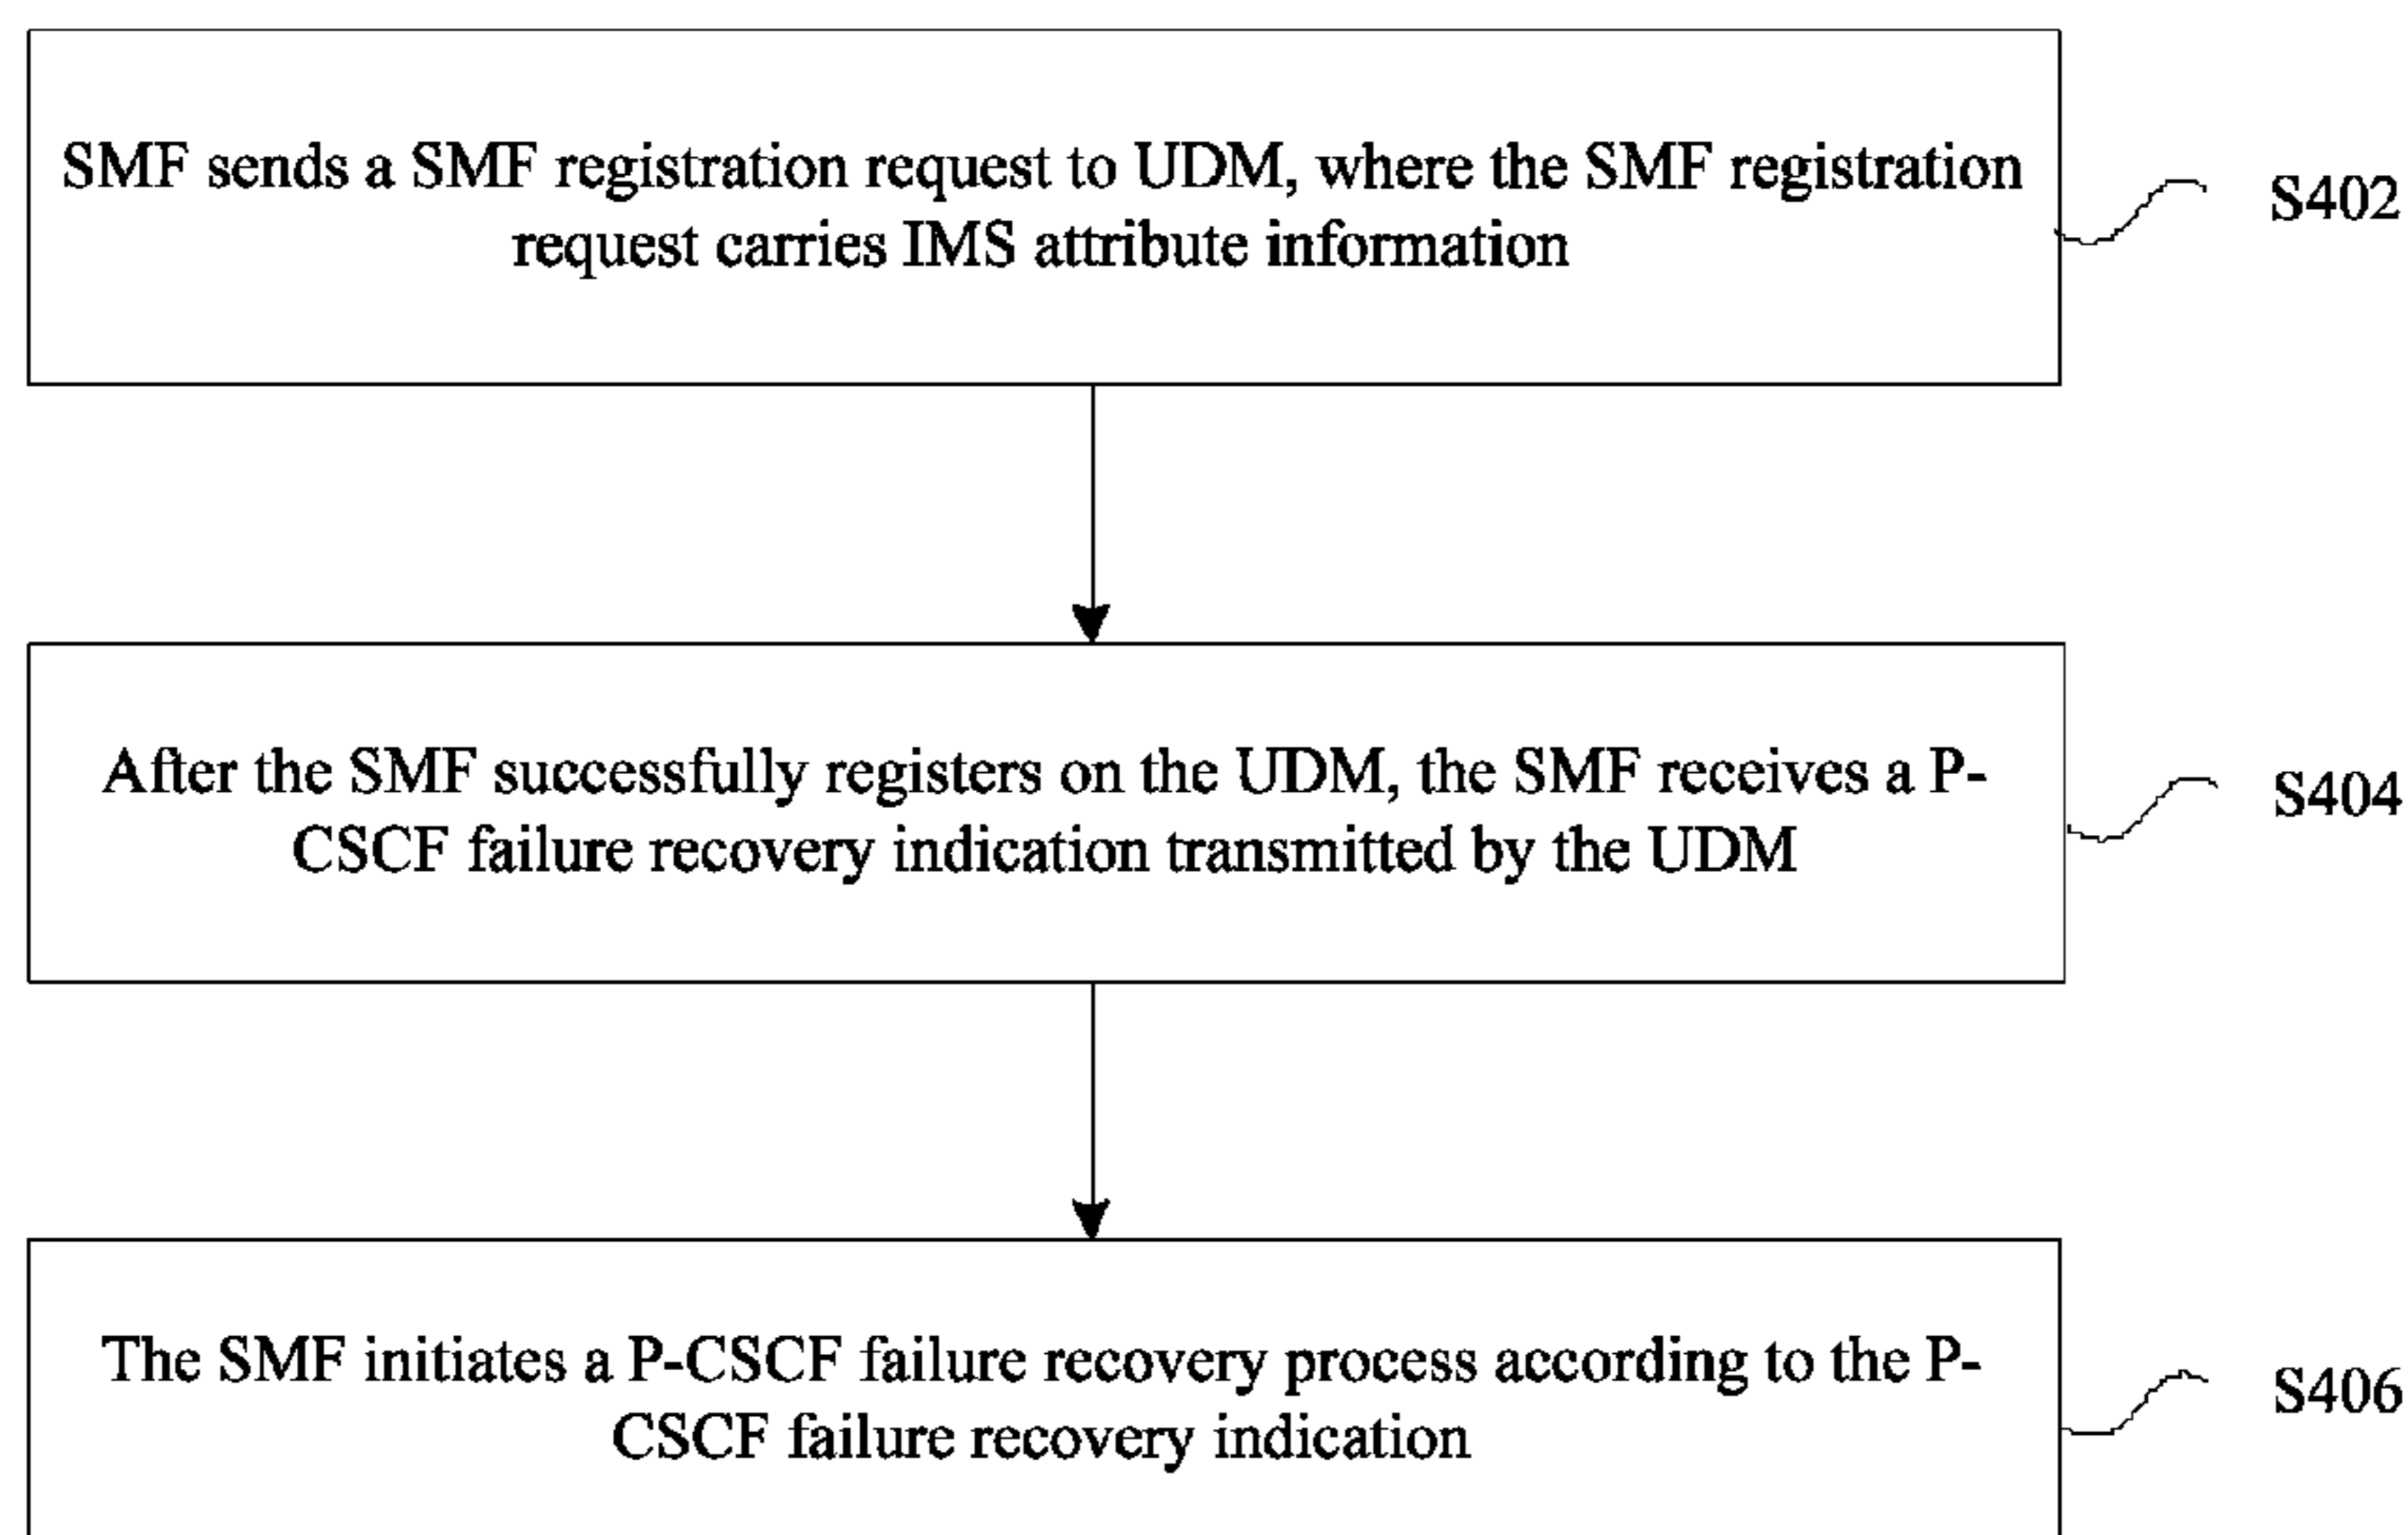 SMF sends a SMF registration request to UDM, where the SMF registration
request carries IMS attribute information
S402
After the SMF successfully registers on the UDM, the SMF receives a P-
CSCF failure recovery indication transmitted by the UDM
S404
The SMF initiates a P-CSCF failure recovery process according to the P-
CSCF failure recovery indication
S406